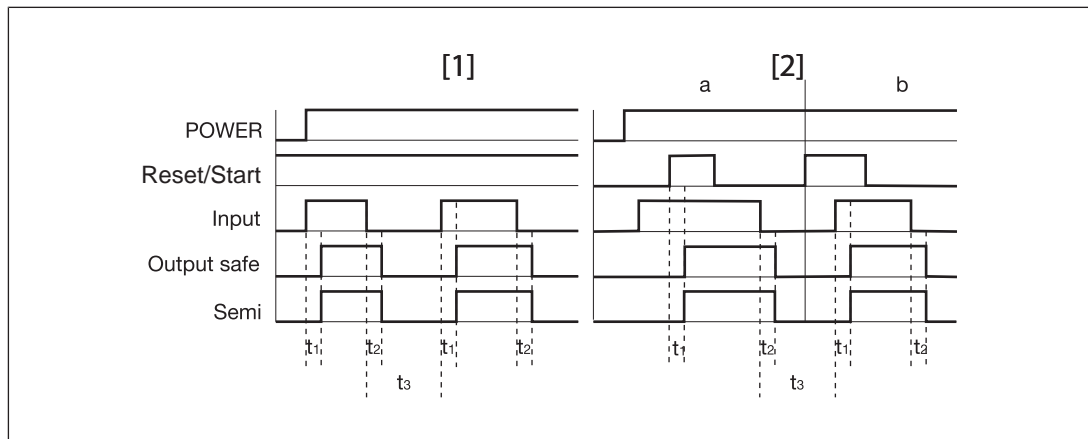 [1] [2]
a b
POWER
Reset/Start
Input
Output safe
Semi
t1 t2 t1 t2 t1 t2 t1 t2
t3 t3